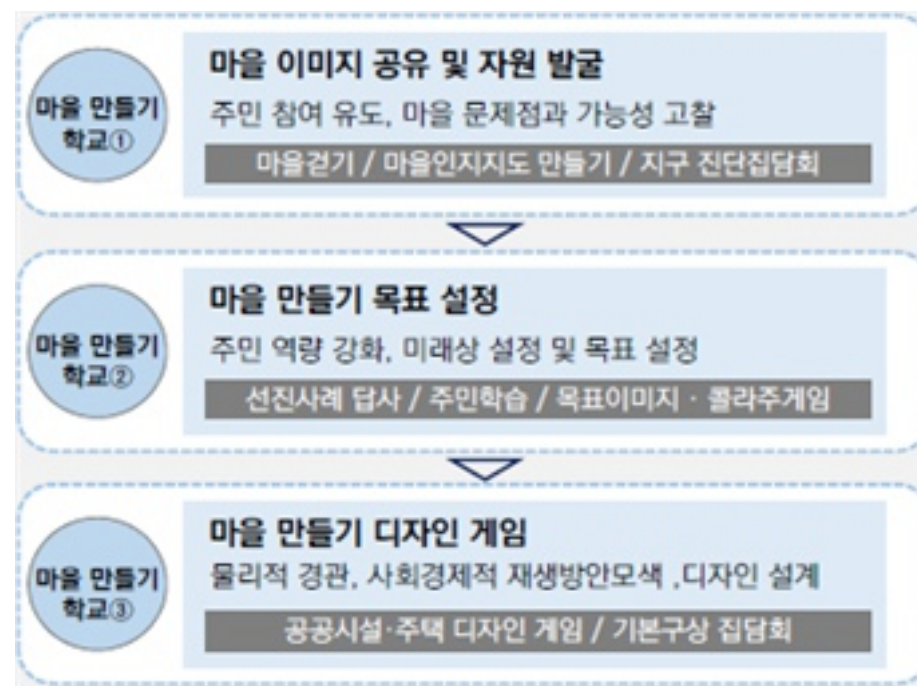 마을 만들기
학교①
마을 이미지 공유 및 자원 발굴
주민 참여 유도, 마을 문제점과 가능성 고찰
마을걷기 / 마을인지지도 만들기 / 지구 진단집담회
마을 만들기
학교②
마을 만들기 목표 설정
주민 역량 강화, 미래상 설정 및 목표 설정
선진사례 답사 / 주민학습 / 목표이미지 · 콜라주게임
마을 만들기
학교③
마을 만들기 디자인 게임
물리적 경관, 사회경제적 재생방안모색 ,디자인 설계
공공시설·주택 디자인 게임 / 기본구상 집담회